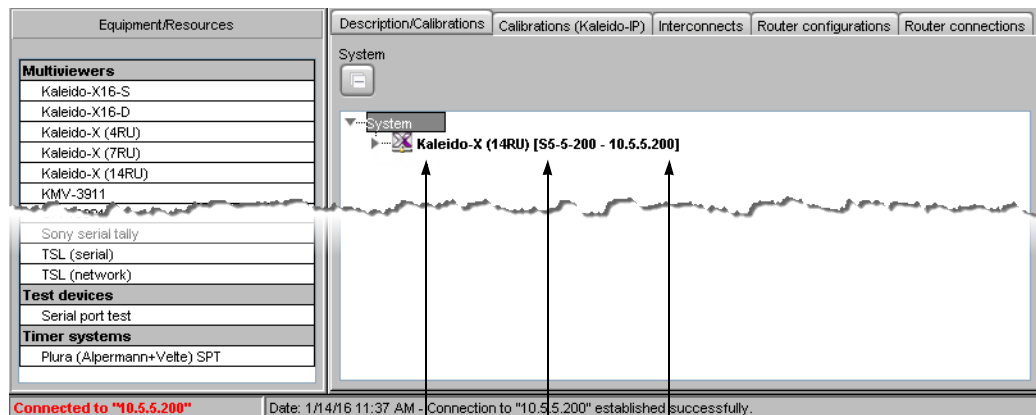 Equipment/Resources
Multiviewers
Kaleido-X16-S
Kaleido-X16-D
Kaleido-X (4RU)
Kaleido-X (7RU)
Kaleido-X (14RU)
KMV-3911
Sony serial tally
TSL (serial)
TSL (network)
Test devices
Serial port test
Timer systems
Plura (Alpermann+Velte) SPT
Description/Calibrations
Calibrations (Kaleido-IP)
Interconnects
Router configurations
Router connections
System
System
Kaleido-X (14RU) [S5-5-200 - 10.5.5.200]
Connected to "10.5.5.200"
Date: 1/14/16 11:37 AM - Connection to "10.5.5.200" established successfully.